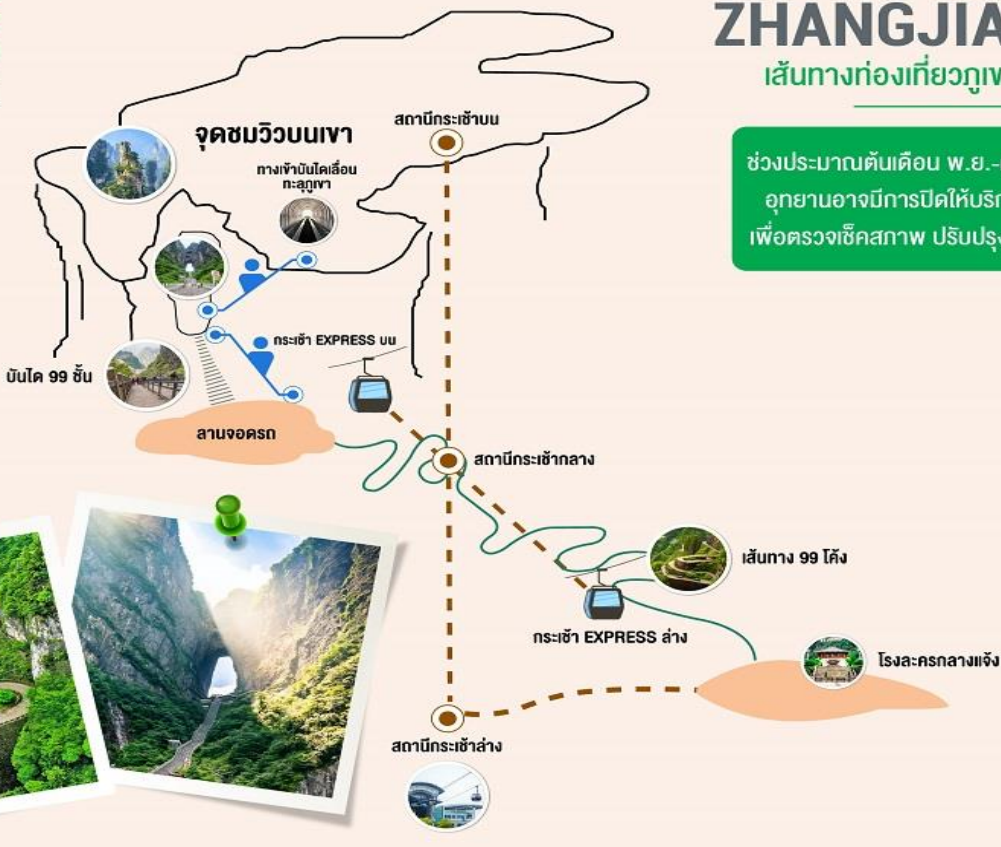 ZHANGJIA
เส้นทางท่องเที่ยวภูเข
ช่วงประมาณต้นเดือน พ.ย.-
อุทยานอาจมีการปิดให้บริก
เพื่อตรวจเช็คสภาพ ปรับปรุง
สถานีกระเช้าบน
จุดชมวิวบนเขา
ทางเข้าบันไดเลื่อน
ทะลุภูเขา
กระเช้า EXPRESS บน
บันได 99 ชั้น
ลานจอดรถ
สถานีกระเช้ากลาง
เส้นทาง 99 โค้ง
กระเช้า EXPRESS ล่าง
โรงละครกลางแจ้ง
สถานีกระเช้าล่าง